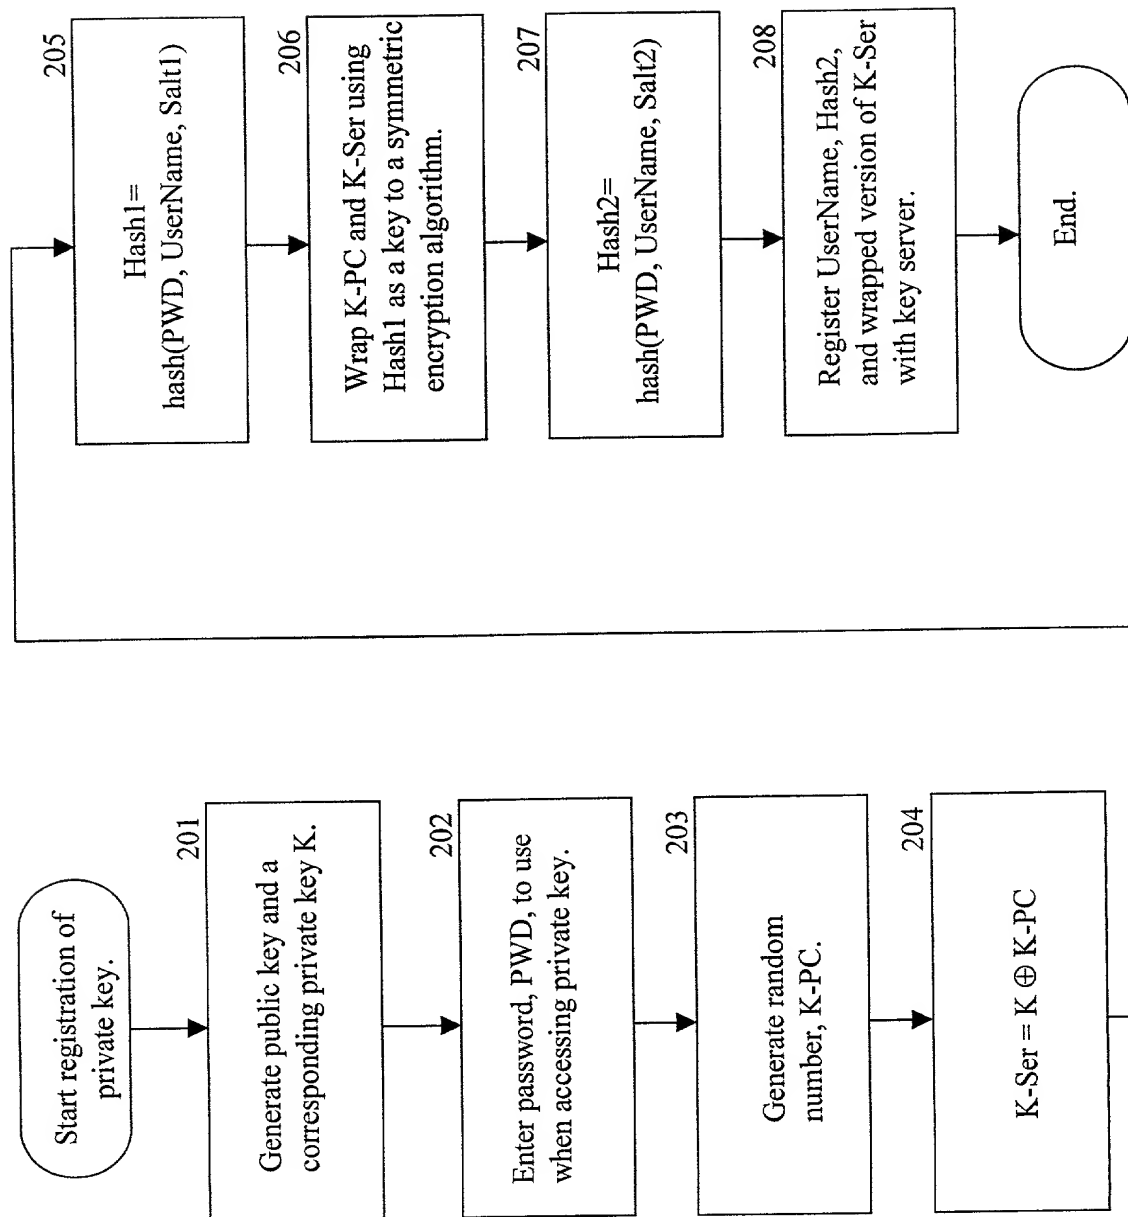 Start registration of
private key.
201
Generate public key and a
corresponding private key K.
202
Enter password, PWD, to use
when accessing private key.
203
Generate random
number, K-PC.
204
K-Ser = K ⊕ K-PC
205
Hash1=
hash(PWD, UserName, Salt1)
206
Wrap K-PC and K-Ser using
Hash1 as a key to a symmetric
encryption algorithm.
207
Hash2=
hash(PWD, UserName, Salt2)
208
Register UserName, Hash2,
and wrapped version of K-Ser
with key server.
End.